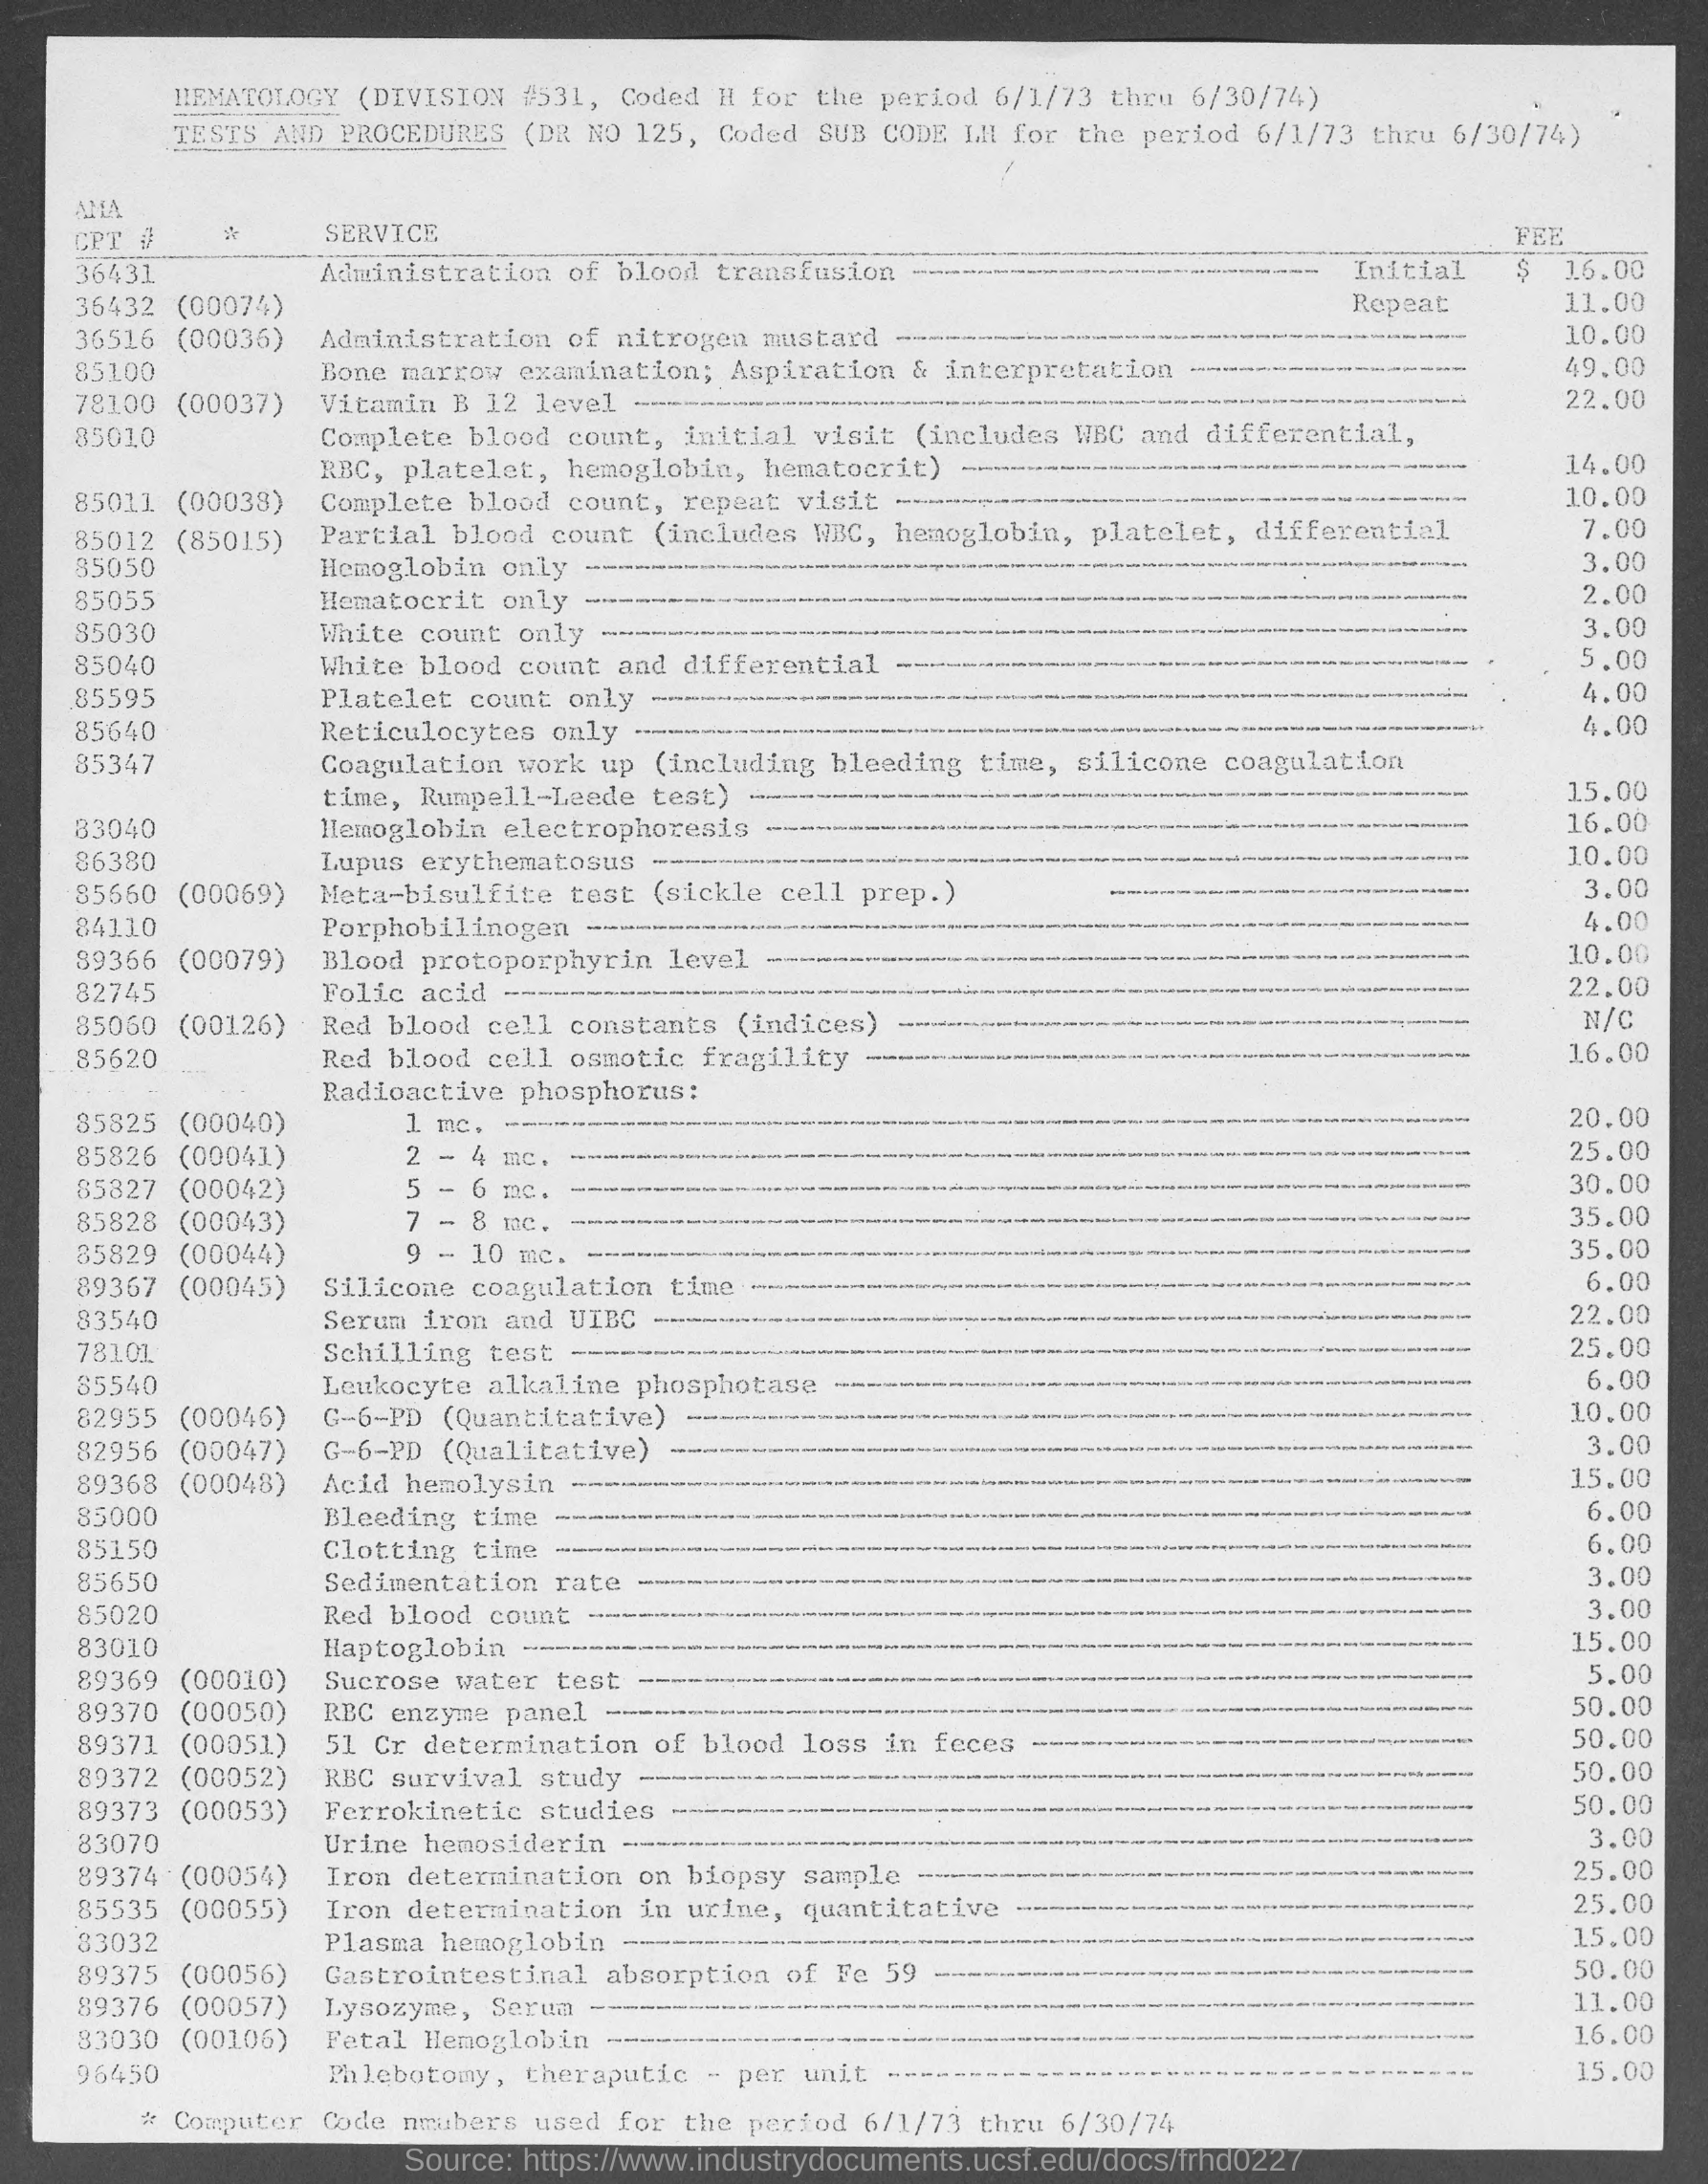 HEMATOLOGY (DIVISION #531, Coded H for the period 6/1/73 thru 6/30/74)
TESTS AND PROCEDURES (DR NO 125, Coded SUB CODE LH for the period 6/1/73 thru 6/30/74)
AMA
CPT # * SERVICE FEE
36431 Administration of blood transfusion Initial $ 16.00
36432 (00074) Repeat 11.00
36516 (00036) Administration of nitrogen mustard 10.00
85100 Bone marrow examination; Aspiration & interpretation 49.00
78100 (00037) Vitamin B 12 level 22.00
85010 Complete blood count, initial visit (includes WBC and differential,
RBC, platelet, hemoglobin, hematocrit) 14.00
85011 (00038) Complete blood count, repeat visit 10.00
85012 (85015) Partial blood count (includes WBC, hemoglobin, platelet, differential 7.00
85050 Hemoglobin only 3.00
85055 Hematocrit only 2.00
85030 White count only 3.00
85040 White blood count and differential 5.00
85595 Platelet count only 4.00
85640 Reticulocytes only 4.00
85347 Coagulation work up (including bleeding time, silicone coagulation
time, Rumpell-Leede test) 15.00
83040 Hemoglobin electrophoresis 16.00
86380 Lupus erythematosus 10.00
85660 (00069) Meta-bisulfite test (sickle cell prep.) 3.00
84110 Porphobilinogen 4.00
89366 (00079) Blood protoporphyrin level 10.00
82745 Folic acid 22.00
85060 (00126) Red blood cell constants (indices) N/C
85620 Red blood cell osmotic fragility 16.00
Radioactive phosphorus:
85825 (00040) 1 mc. 20.00
85826 (00041) 2 - 4 mc. 25.00
85827 (00042) 5 - 6 mc. 30.00
85828 (00043) 7 - 8 mc. 35.00
85829 (00044) 9 - 10 mc. 35.00
89367 (00045) Silicone coagulation time 6.00
83540 Serum iron and UIBC 22.00
78101 Schilling test 25.00
85540 Leukocyte alkaline phosphotase 6.00
82955 (00046) G-6-PD (Quantitative) 10.00
82956 (00047) G-6-PD (Qualitative) 3.00
89368 (00048) Acid hemolysin 15.00
85000 Bleeding time 6.00
85150 Clotting time 6.00
85650 Sedimentation rate 3.00
85020 Red blood count 3.00
83010 Haptoglobin 15.00
89369 (00010) Sucrose water test 5.00
89370 (00050) RBC enzyme panel 50.00
89371 (00051) 51 Cr determination of blood loss in feces 50.00
89372 (00052) RBC survival study 50.00
89373 (00053) Ferrokinetic studies 50.00
83070 Urine hemosiderin 3.00
89374 (00054) Iron determination on biopsy sample 25.00
85535 (00055) Iron determination in urine, quantitative 25.00
83032 Plasma hemoglobin 15.00
89375 (00056) Gastrointestinal absorption of Fe 59 50.00
89376 (00057) Lysozyme, Serum 11.00
83030 (00106) Fetal Hemoglobin 16.00
96450 Phlebotomy, theraputic - per unit 15.00
* Computer Code nmubers used for the period 6/1/73 thru 6/30/74
Source: https://www.industrydocuments.ucsf.edu/docs/frhd0227